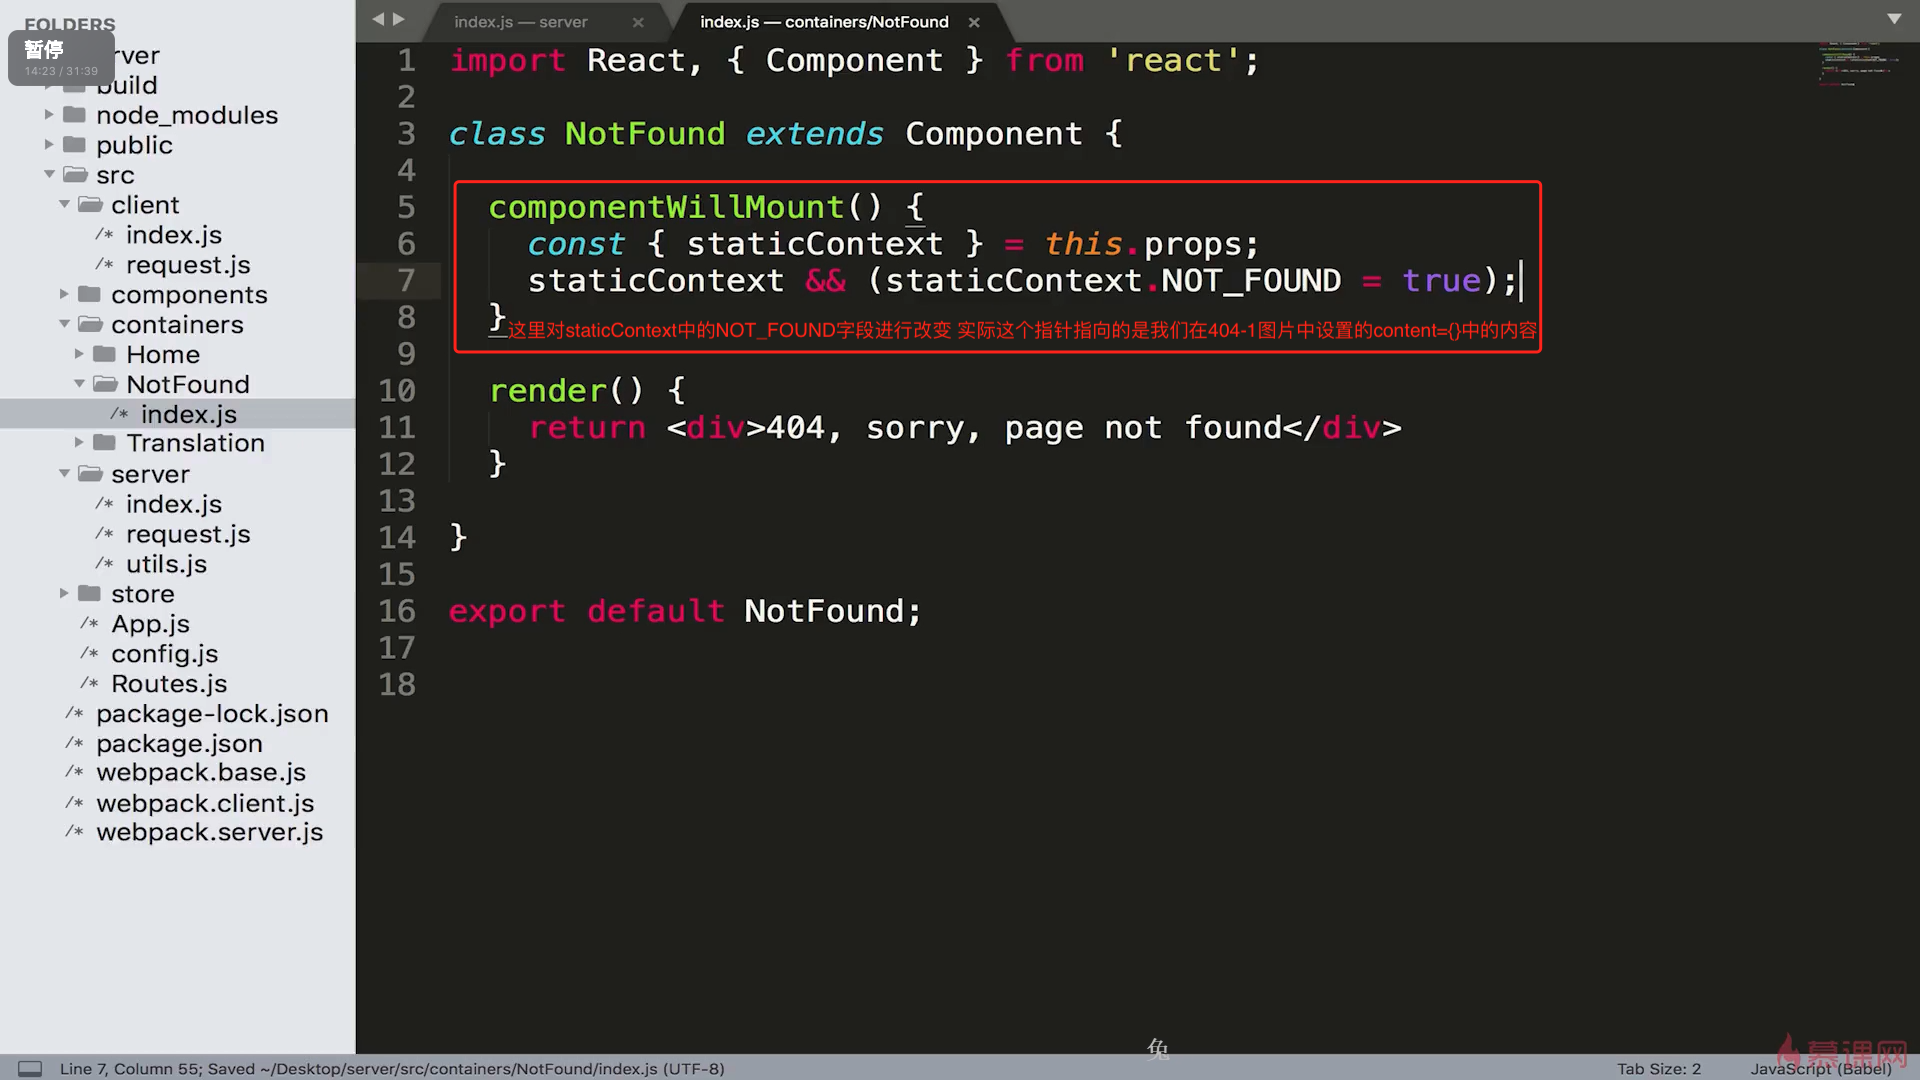 FOLDERS
暂停
14:23 / 31:39
rver
build
node_modules
public
src
client
/* index.js
/* request.js
components
containers
Home
NotFound
/* index.js
Translation
server
/* index.js
/* request.js
/* utils.js
store
/* App.js
/* config.js
/* Routes.js
/* package-lock.json
/* package.json
/* webpack.base.js
/* webpack.client.js
/* webpack.server.js
index.js — server ×
index.js — containers/NotFound ×
1 import React, { Component } from 'react';
2
3 class NotFound extends Component {
4
5 componentWillMount() {
6 const { staticContext } = this.props;
7 staticContext && (staticContext.NOT_FOUND = true);
8 }
这里对staticContext中的NOT_FOUND字段进行改变 实际这个指针指向的是我们在404-1图片中设置的content={}中的内容
9
10 render() {
11 return <div>404, sorry, page not found</div>
12 }
13
14 }
15
16 export default NotFound;
17
18
兔
慕课网
Line 7, Column 55; Saved ~/Desktop/server/src/containers/NotFound/index.js (UTF-8)
Tab Size: 2
JavaScript (Babel)